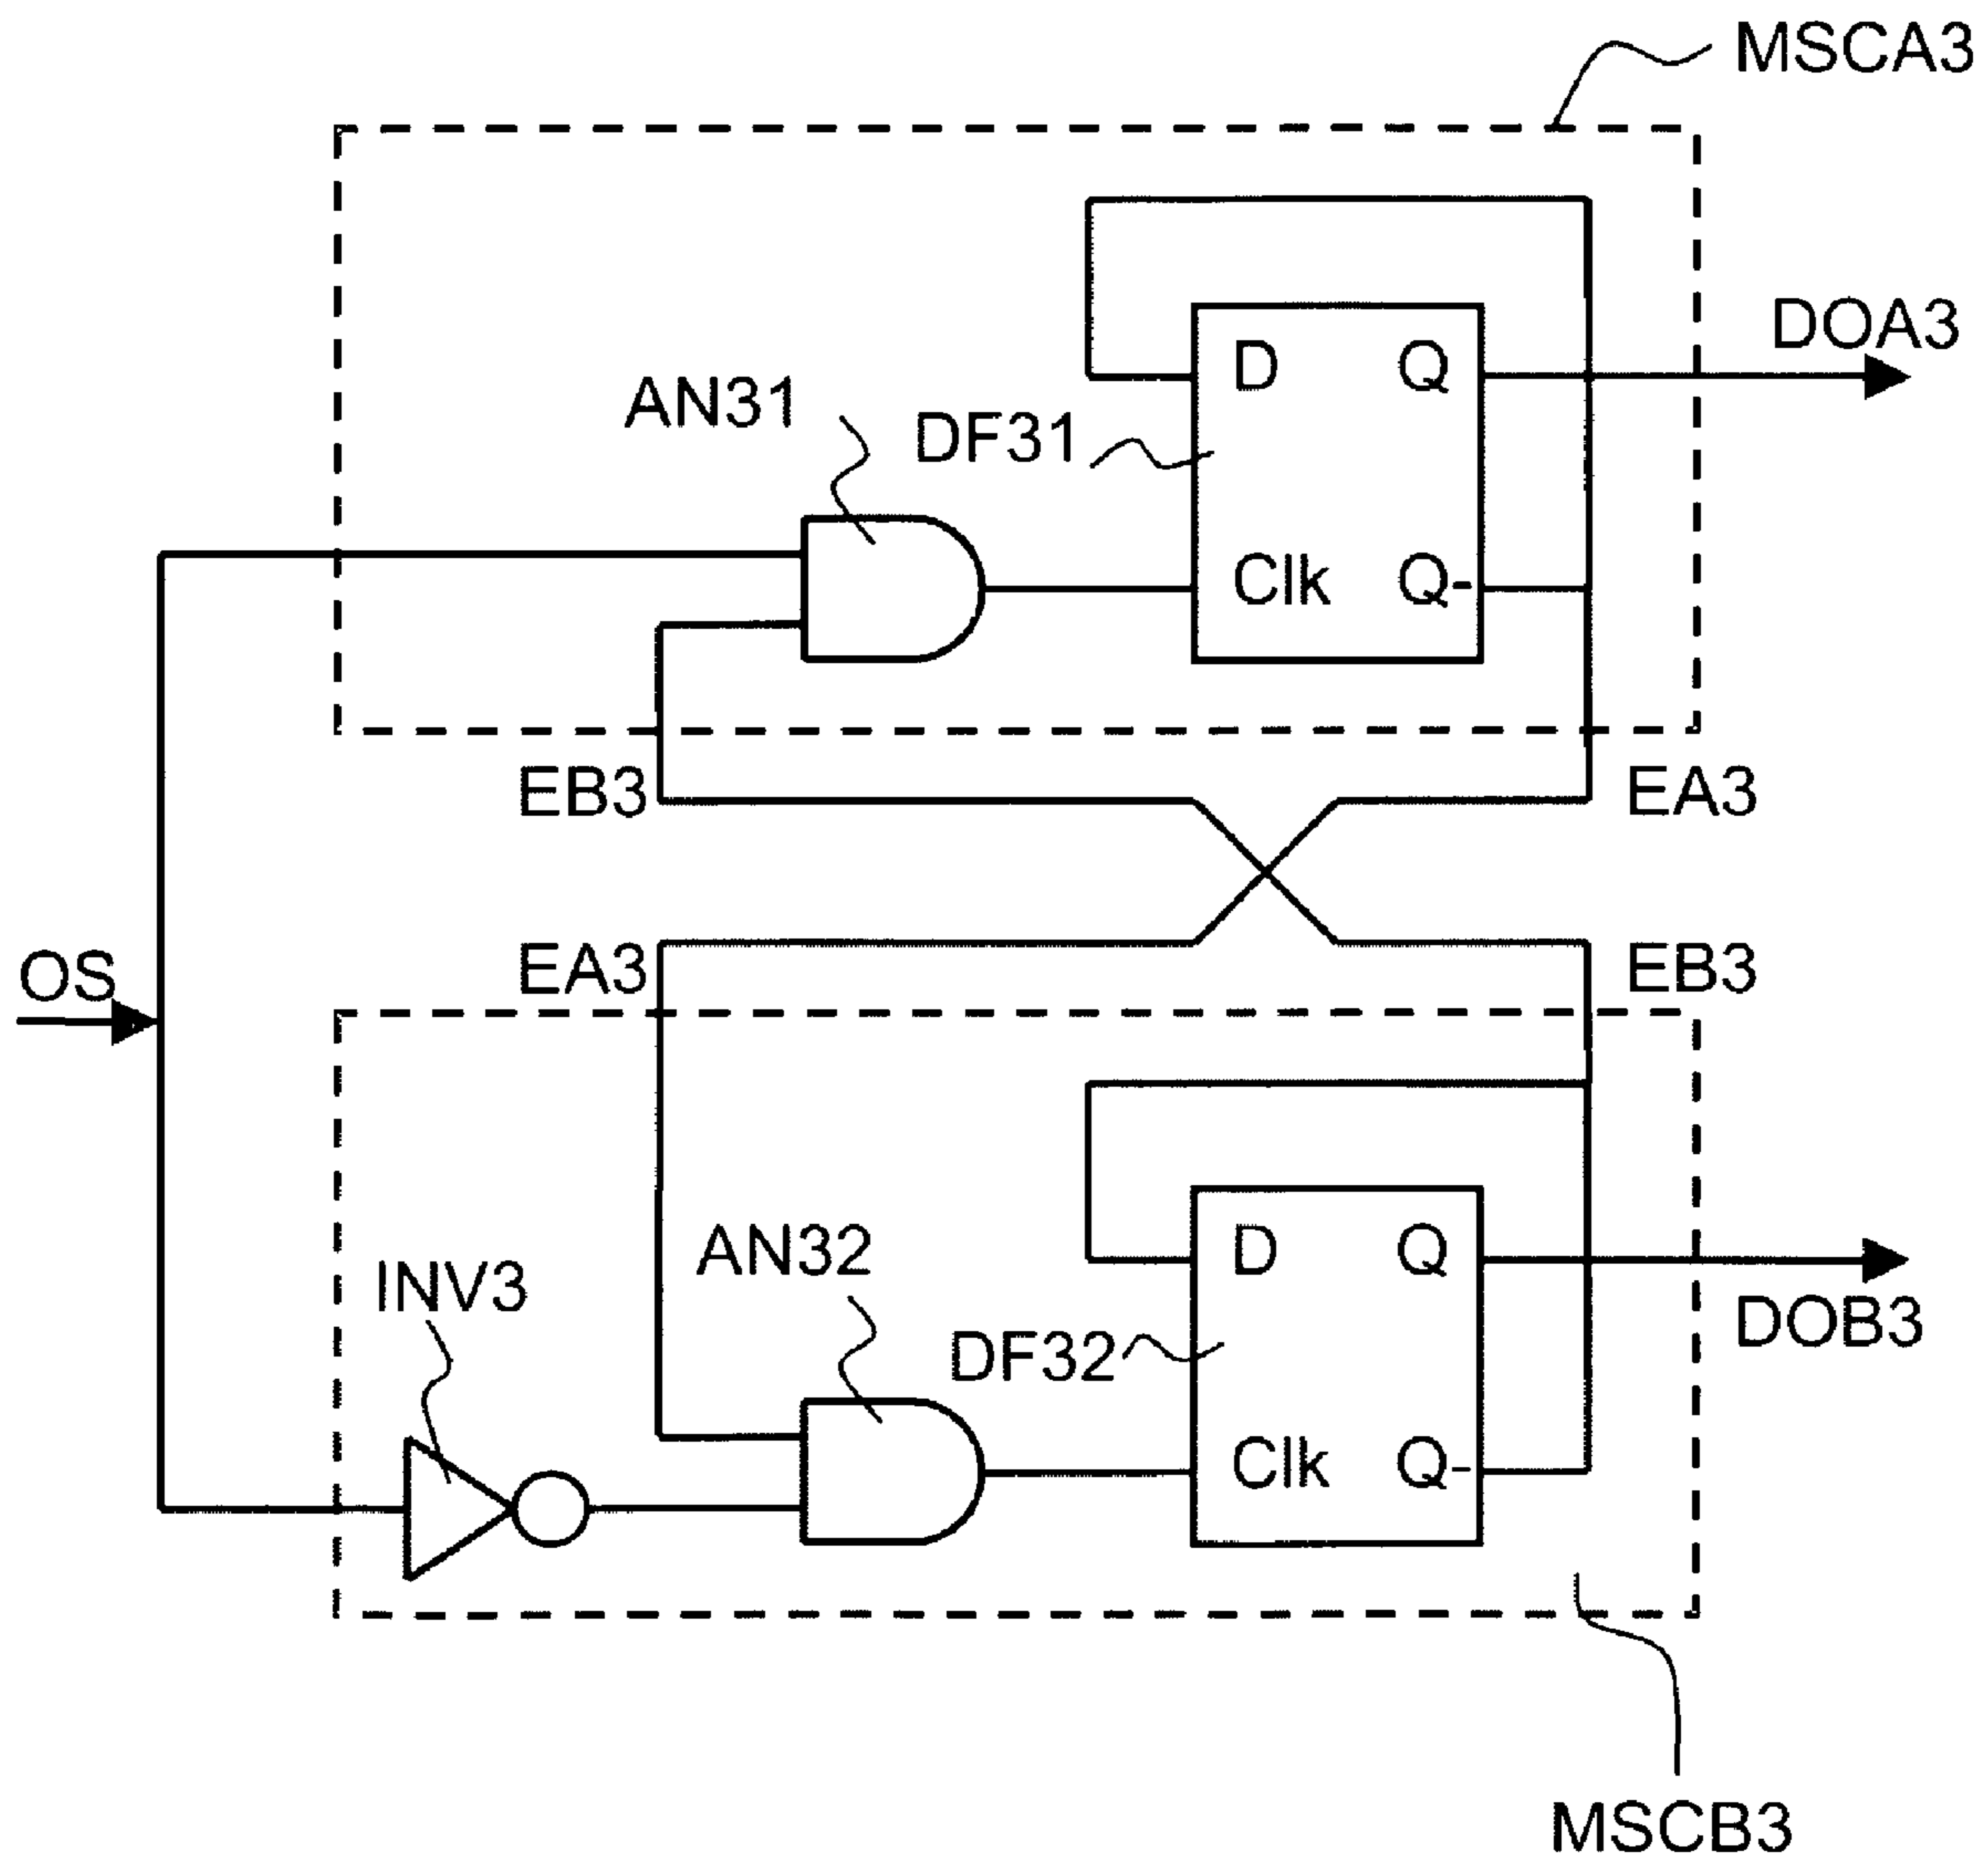 MSCA3
DOA3
AN31
DF31
D Q
Clk Q-
EB3 EA3
OS
EA3 EB3
AN32
INV3
DF32
D Q
Clk Q-
DOB3
MSCB3